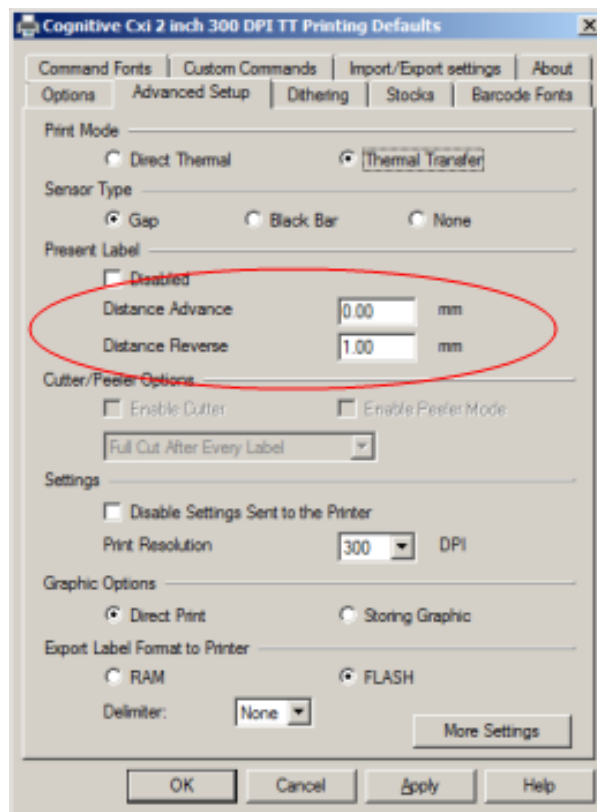 Cognitive Cxi 2 inch 300 DPI TT Printing Defaults
Command Fonts Custom Commands Import/Export settings About
Options Advanced Setup Dithering Stocks Barcode Fonts
Print Mode
Direct Thermal Thermal Transfer
Sensor Type
Gap Black Bar None
Present Label
Disabled
Distance Advance 0.00 mm
Distance Reverse 1.00 mm
Cutter/Peeler Options
Enable Cutter Enable Peeler Mode
Full Cut After Every Label
Settings
Disable Settings Sent to the Printer
Print Resolution 300 DPI
Graphic Options
Direct Print Storing Graphic
Export Label Format to Printer
RAM FLASH
Delimiter: None
More Settings
OK Cancel Apply Help